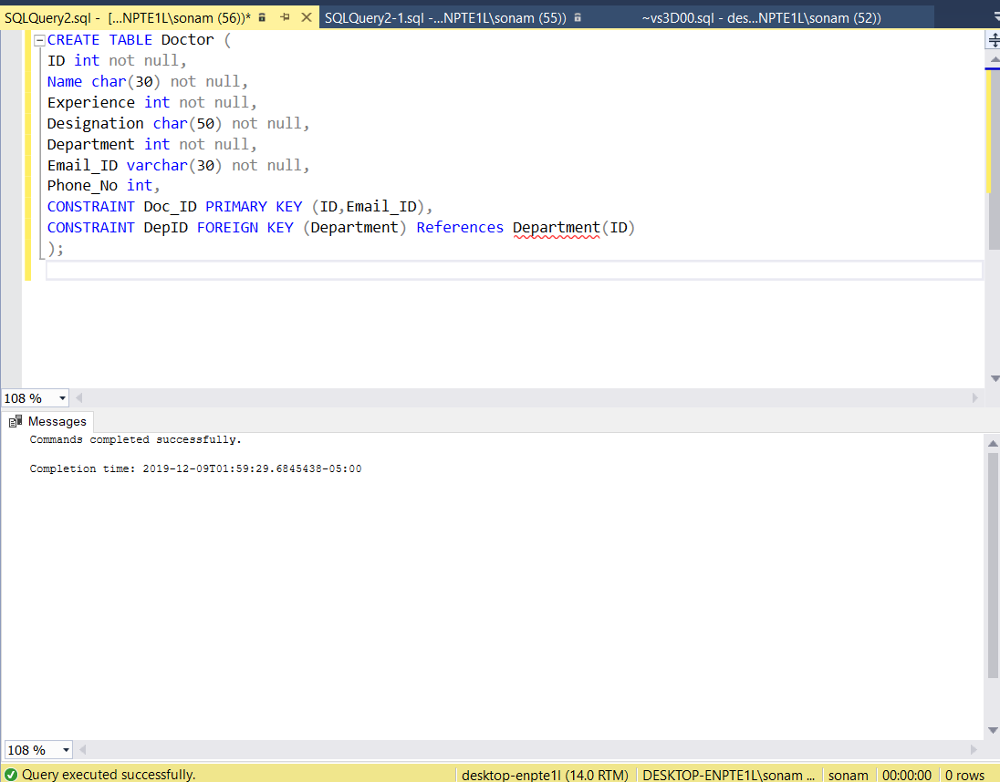 SQLQuery2.sql - [...NPTE1L\sonam (56))*
SQLQuery2-1.sql -...NPTE1L\sonam (55))
~vs3D00.sql - des...NPTE1L\sonam (52))
CREATE TABLE Doctor (
ID int not null,
Name char(30) not null,
Experience int not null,
Designation char(50) not null,
Department int not null,
Email_ID varchar(30) not null,
Phone_No int,
CONSTRAINT Doc_ID PRIMARY KEY (ID,Email_ID),
CONSTRAINT DepID FOREIGN KEY (Department) References Department(ID)
);
108 %
Messages
Commands completed successfully.
Completion time: 2019-12-09T01:59:29.6845438-05:00
108 %
Query executed successfully.
desktop-enpte1l (14.0 RTM)
DESKTOP-ENPTE1L\sonam ...
sonam
00:00:00
0 rows